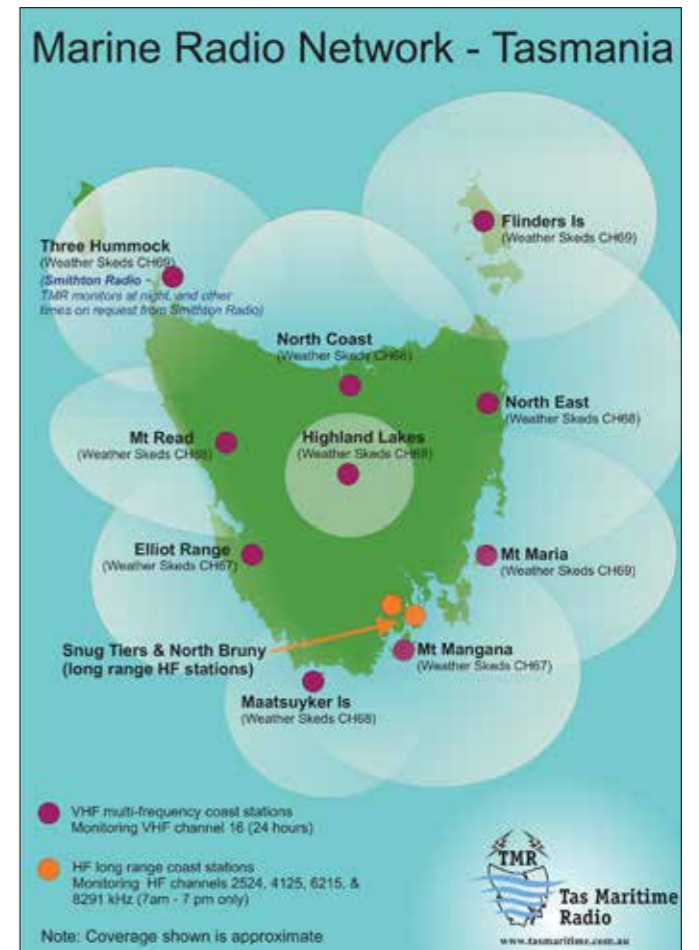 Marine Radio Network - Tasmania
Flinders Is
(Weather Skeds CH69)
Three Hummock
(Weather Skeds CH69)
(Smithton Radio -
TMR monitors at night, and other
times on request from Smithton Radio)
North Coast
(Weather Skeds
North East
(Weather Skeds CH68)
Mt Read
(Weather Skeds
Highland Lakes
(Weather Skeds
Elliot Range
(Weather Skeds CH67)
Mt Maria
(Weather Skeds CH69)
Snug Tiers & North Bruny
(long range HF stations)
Mt Mangana
(Weather Skeds CH67)
Maatsuyker Is
(Weather Skeds CH68)
VHF multi-frequency coast stations
Monitoring VHF channel 16 (24 hours)
HF long range coast stations
Monitoring HF channels 2524, 4125, 6215, &
8291 kHz (7am - 7 pm only)
Note: Coverage shown is approximate
TMR
Tas Maritime
Radio
www.tasmaritime.com.au